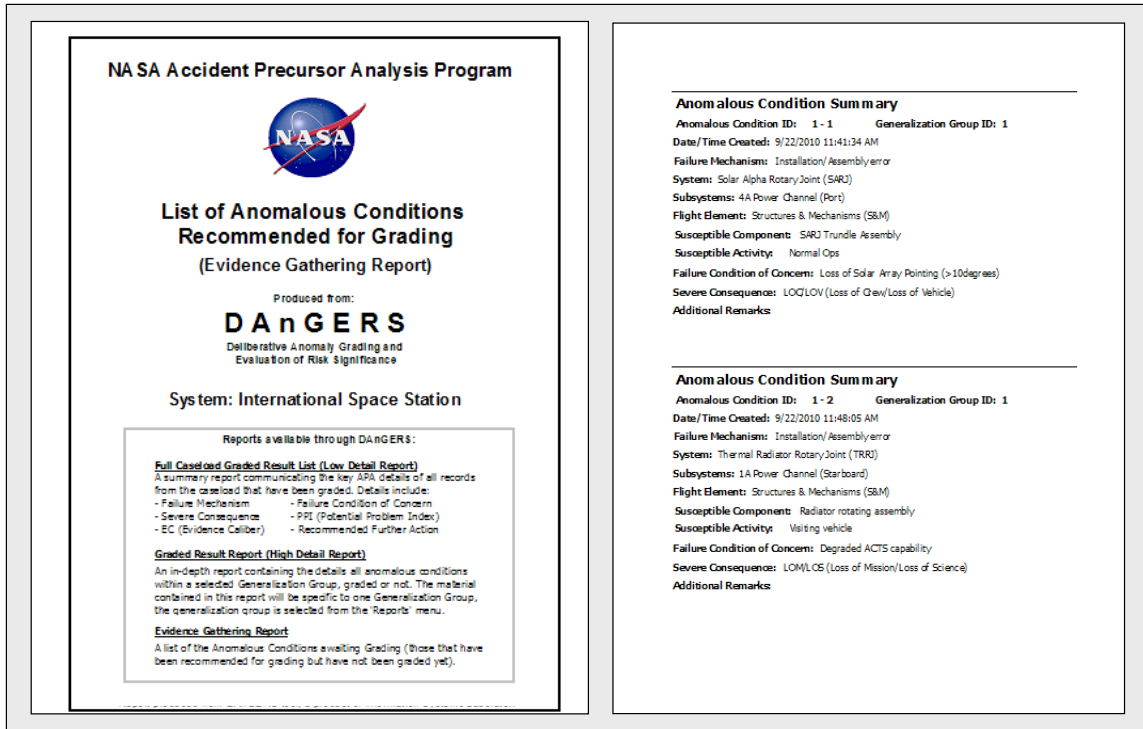 NASA Accident Precursor Analysis Program
NASA
List of Anomalous Conditions
Recommended for Grading
(Evidence Gathering Report)
Produced from:
DAnGERS
Deliberative Anomaly Grading and
Evaluation of Risk Significance
System: International Space Station
Reports available through DAnGERS:
Full Caseload Graded Result List (Low Detail Report)
A summary report communicating the key APA details of all records
from the caseload that have been graded. Details include:
- Failure Mechanism - Failure Condition of Concern
- Severe Consequence - PPI (Potential Problem Index)
- EC (Evidence Caliber) - Recommended Further Action
Graded Result Report (High Detail Report)
An in-depth report containing the details all anomalous conditions
within a selected Generalization Group, graded or not. The material
contained in this report will be specific to one Generalization Group,
the generalization group is selected from the 'Reports' menu.
Evidence Gathering Report
A list of the Anomalous Conditions awaiting Grading (those that have
been recommended for grading but have not been graded yet).
Anomalous Condition Summary
Anomalous Condition ID: 1 - 1 Generalization Group ID: 1
Date/Time Created: 9/22/2010 11:41:34 AM
Failure Mechanism: Installation/Assembly error
System: Solar Alpha Rotary Joint (SARJ)
Subsystems: 4A Power Channel (Port)
Flight Element: Structures & Mechanisms (S&M)
Susceptible Component: SARJ Trundle Assembly
Susceptible Activity: Normal Ops
Failure Condition of Concern: Loss of Solar Array Pointing (>10degrees)
Severe Consequence: LOC/LOV (Loss of Crew/Loss of Vehicle)
Additional Remarks:
Anomalous Condition Summary
Anomalous Condition ID: 1 - 2 Generalization Group ID: 1
Date/Time Created: 9/22/2010 11:48:05 AM
Failure Mechanism: Installation/Assembly error
System: Thermal Radiator Rotary Joint (TRRJ)
Subsystems: 1A Power Channel (Starboard)
Flight Element: Structures & Mechanisms (S&M)
Susceptible Component: Radiator rotating assembly
Susceptible Activity: Visiting vehicle
Failure Condition of Concern: Degraded ACTS capability
Severe Consequence: LOM/LOS (Loss of Mission/Loss of Science)
Additional Remarks: